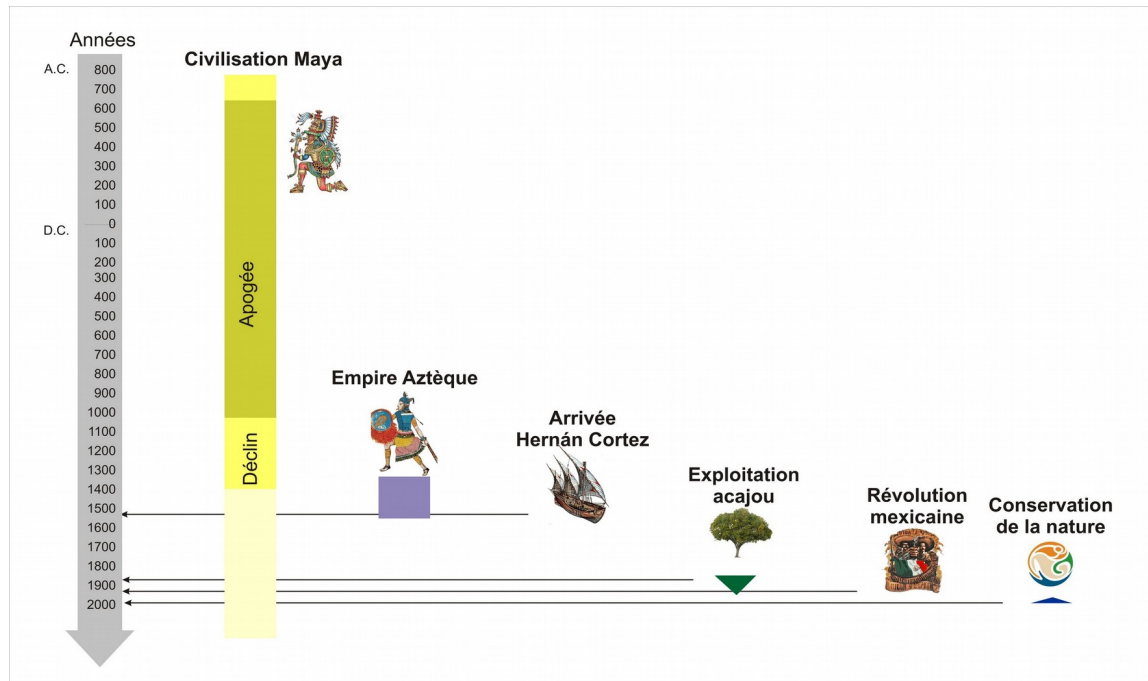 Années
A.C.
800
700
600
500
400
300
200
100
0
D.C.
100
200
300
400
500
600
700
800
900
1000
1100
1200
1300
1400
1500
1600
1700
1800
1900
2000
Civilisation Maya
Apogée
Déclin
Empire Aztèque
Arrivée
Hernán Cortez
Exploitation
acajou
Révolution
mexicaine
Conservation
de la nature